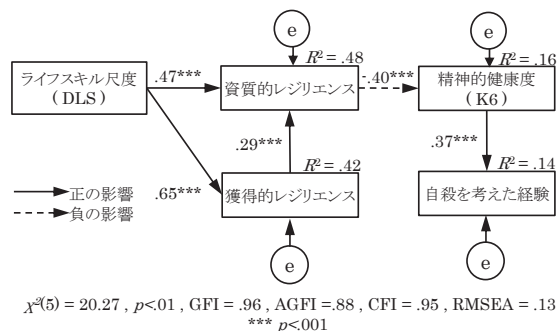 e
e
R² = .48
R² = .16
ライフスキル尺度
(DLS)
.47***
資質的レジリエンス
-.40***
精神的健康度
(K6)
.29***
.37***
R² = .42
R² = .14
正の影響
負の影響
.65***
獲得的レジリエンス
自殺を考えた経験
e
e
X²(5) = 20.27 , p<.01 , GFI = .96 , AGFI =.88 , CFI = .95 , RMSEA = .13
*** p<.001